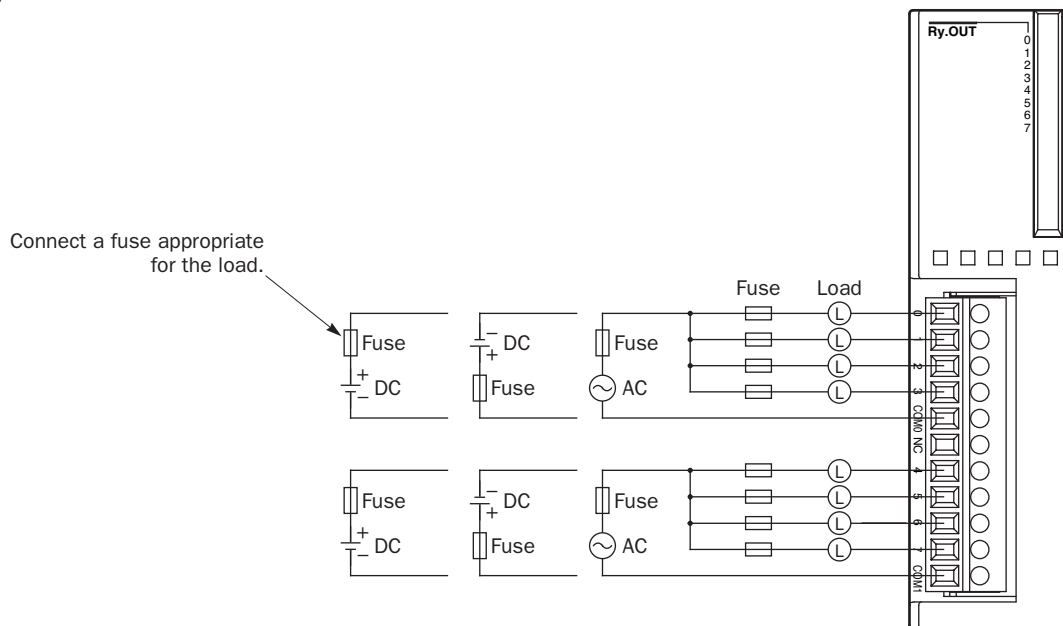 Ry.OUT
0
1
2
3
4
5
6
7
Connect a fuse appropriate
for the load.
Fuse Load
Fuse
+
− DC
−
+ DC
Fuse
Fuse
AC
L
L
L
L
0
1
2
3
COM0
NC
Fuse
+
− DC
−
+ DC
Fuse
Fuse
AC
L
L
L
L
4
5
6
7
COM1